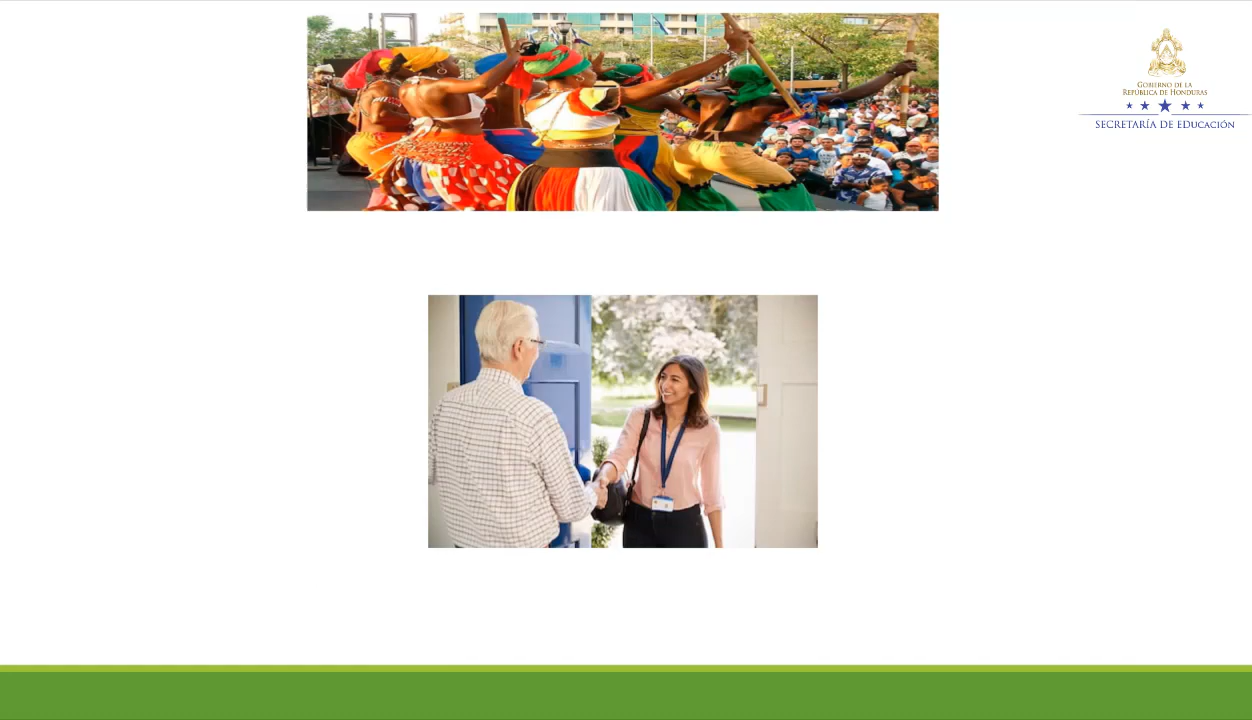 GOBIERNO DE LA
REPÚBLICA DE HONDURAS
SECRETARÍA DE EDUCACIÓN